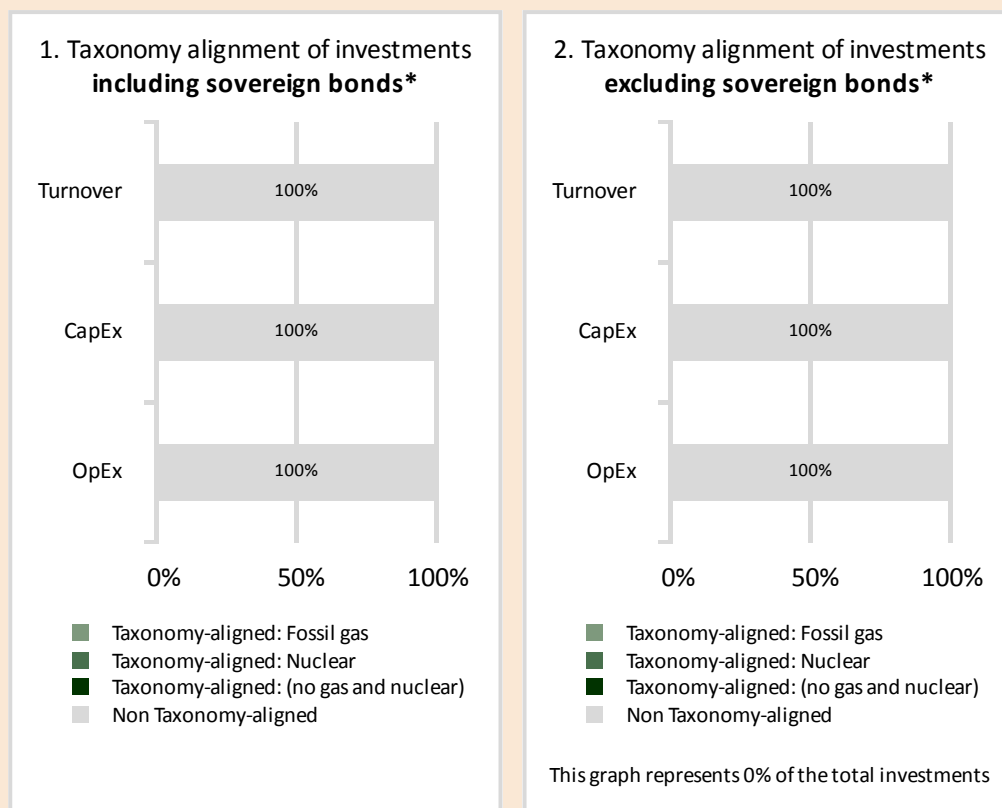 1. Taxonomy alignment of investments
including sovereign bonds*
Turnover
100%
CapEx
100%
OpEx
100%
0% 50% 100%
Taxonomy-aligned: Fossil gas
Taxonomy-aligned: Nuclear
Taxonomy-aligned: (no gas and nuclear)
Non Taxonomy-aligned
2. Taxonomy alignment of investments
excluding sovereign bonds*
Turnover
100%
CapEx
100%
OpEx
100%
0% 50% 100%
Taxonomy-aligned: Fossil gas
Taxonomy-aligned: Nuclear
Taxonomy-aligned: (no gas and nuclear)
Non Taxonomy-aligned
This graph represents 0% of the total investments